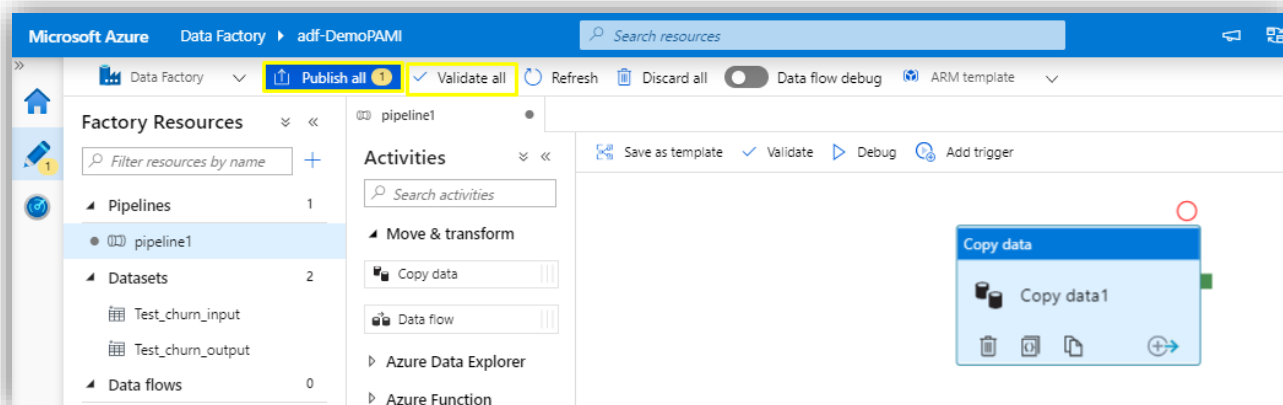 Microsoft Azure Data Factory adf-DemoPAMI Search resources
Data Factory Publish all 1 Validate all Refresh Discard all Data flow debug ARM template
Factory Resources
Filter resources by name
1
Pipelines 1
pipeline1
Datasets 2
Test_churn_input
Test_churn_output
Data flows 0
pipeline1
Activities
Search activities
Move & transform
Copy data
Data flow
Azure Data Explorer
Azure Function
Save as template Validate Debug Add trigger
Copy data
Copy data1